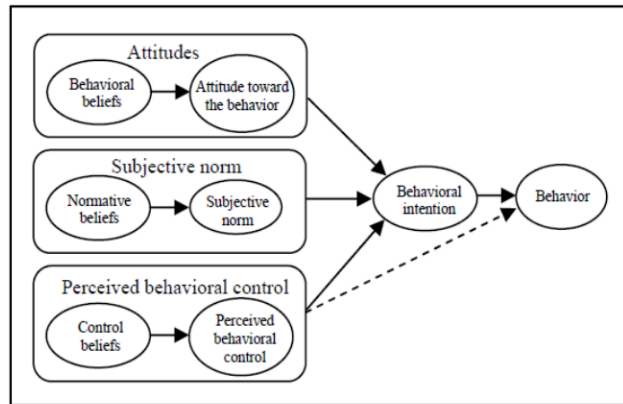 Attitudes
Behavioral
beliefs
Attitude toward
the behavior
Subjective norm
Normative
beliefs
Subjective
norm
Perceived behavioral control
Control
beliefs
Perceived
behavioral
control
Behavioral
intention
Behavior